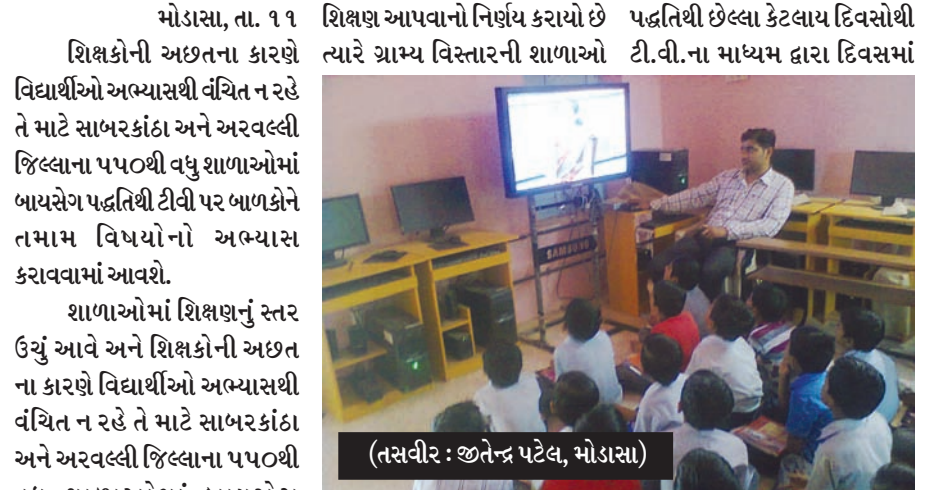 મોડાસા, તા. ૧૧
શિક્ષકોની અછતના કારણે
વિદ્યાર્થીઓ અભ્યાસથી વંચિત ન રહે
તે માટે સાબરકાંઠા અને અરવલ્લી
જિલ્લાના ૫૫૦થી વધુ શાળાઓમાં
બાયસેગ પદ્ધતિથી ટીવી પર બાળકોને
તમામ વિષયોનો અભ્યાસ
કરાવવામાં આવશે.
શાળાઓમાં શિક્ષણનું સ્તર
ઉચું આવે અને શિક્ષકોની અછત
ના કારણે વિદ્યાર્થીઓ અભ્યાસથી
વંચિત ન રહે તે માટે સાબરકાંઠા
અને અરવલ્લી જિલ્લાના ૫૫૦થી
શિક્ષણ આપવાનો નિર્ણય કરાયો છે
ત્યારે ગ્રામ્ય વિસ્તારની શાળાઓ
પદ્ધતિથી છેલ્લા કેટલાય દિવસોથી
ટી.વી.ના માધ્યમ દ્વારા દિવસમાં
SAMSUNG
(તસવીર : જીતેન્દ્ર પટેલ, મોડાસા)